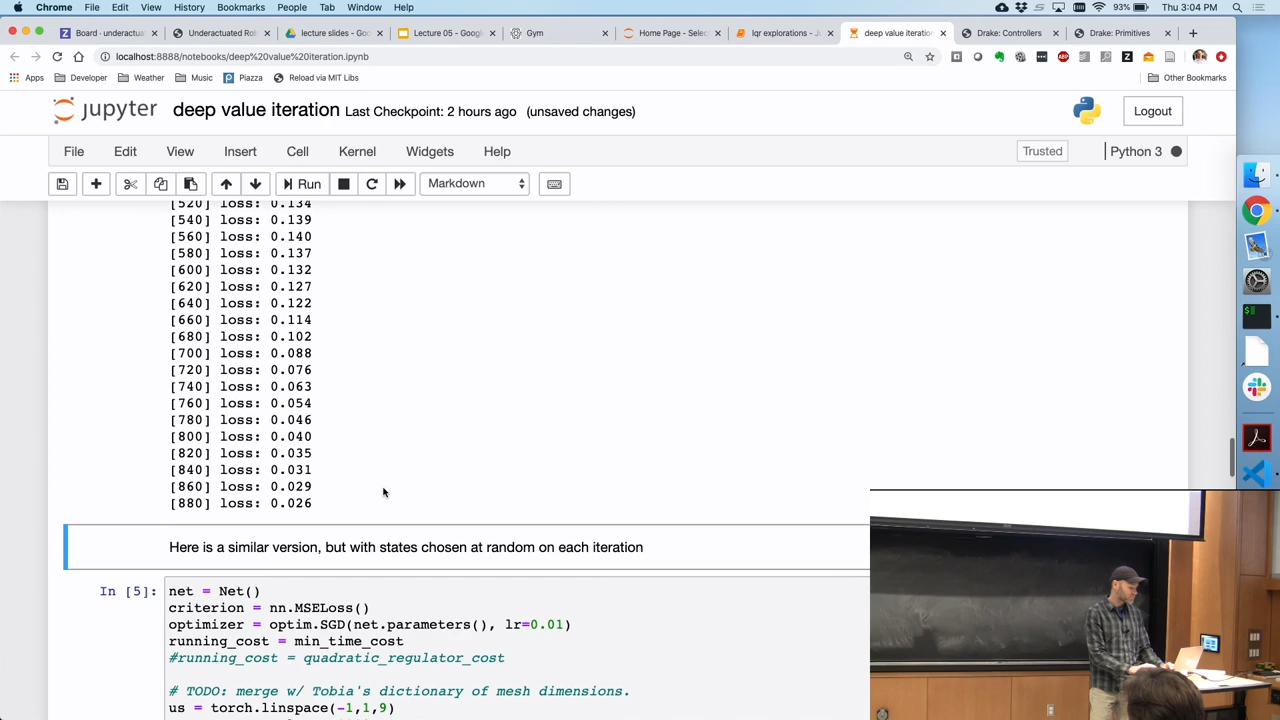 Chrome File Edit View History Bookmarks People Tab Window Help 93% Thu 3:04 PM
Board - underactu Underactuated Ro lecture slides - Goo Lecture 05 - Google Gym Home Page - Selec lqr explorations - Ju deep value iteration Drake: Controllers Drake: Primitives
localhost:8888/notebooks/deep%20value%20iteration.ipynb
Apps Developer Weather Music Piazza Reload via MIT Libs Other Bookmarks
jupyter deep value iteration Last Checkpoint: 2 hours ago (unsaved changes) Logout
File Edit View Insert Cell Kernel Widgets Help Trusted Python 3
Run Markdown
[520] loss: 0.134
[540] loss: 0.139
[560] loss: 0.140
[580] loss: 0.137
[600] loss: 0.132
[620] loss: 0.127
[640] loss: 0.122
[660] loss: 0.114
[680] loss: 0.102
[700] loss: 0.088
[720] loss: 0.076
[740] loss: 0.063
[760] loss: 0.054
[780] loss: 0.046
[800] loss: 0.040
[820] loss: 0.035
[840] loss: 0.031
[860] loss: 0.029
[880] loss: 0.026
Here is a similar version, but with states chosen at random on each iteration
In [5]: net = Net()
criterion = nn.MSELoss()
optimizer = optim.SGD(net.parameters(), lr=0.01)
running_cost = min_time_cost
#running_cost = quadratic_regulator_cost
# TODO: merge w/ Tobia's dictionary of mesh dimensions.
us = torch.linspace(-1,1,9)